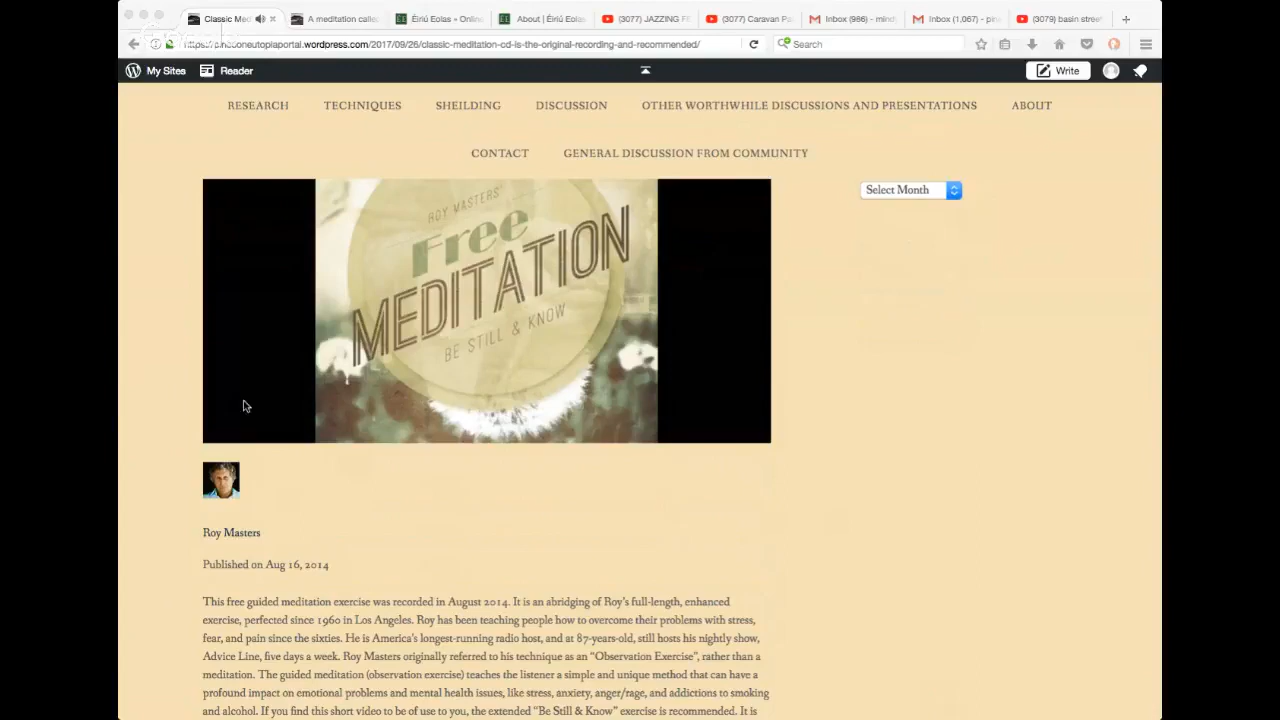 Classic Med
A meditation calle
Éiriú Eolas » Onlin
About | Éiriú Eolas
(3077) JAZZING F
(3077) Caravan Pa
Inbox (986) - mind
Inbox (1,067) - pin
(3079) basin stree
wordpress.com/2017/09/26/classic-meditation-cd-is-the-original-recording-and-recommended/
Search
My Sites
Reader
Write
RESEARCH
TECHNIQUES
SHEILDING
DISCUSSION
OTHER WORTHWHILE DISCUSSIONS AND PRESENTATIONS
ABOUT
CONTACT
GENERAL DISCUSSION FROM COMMUNITY
Select Month
ROY MASTERS'
Free
MEDITATION
BE STILL & KNOW
Roy Masters
Published on Aug 16, 2014
This free guided meditation exercise was recorded in August 2014. It is an abridging of Roy's full-length, enhanced
exercise, perfected since 1960 in Los Angeles. Roy has been teaching people how to overcome their problems with stress,
fear, and pain since the sixties. He is America's longest-running radio host, and at 87-years-old, still hosts his nightly show,
Advice Line, five days a week. Roy Masters originally referred to his technique as an “Observation Exercise”, rather than a
meditation. The guided meditation (observation exercise) teaches the listener a simple and unique method that can have a
profound impact on emotional problems and mental health issues, like stress, anxiety, anger/rage, and addictions to smoking
and alcohol. If you find this short video to be of use to you, the extended “Be Still & Know” exercise is recommended. It is